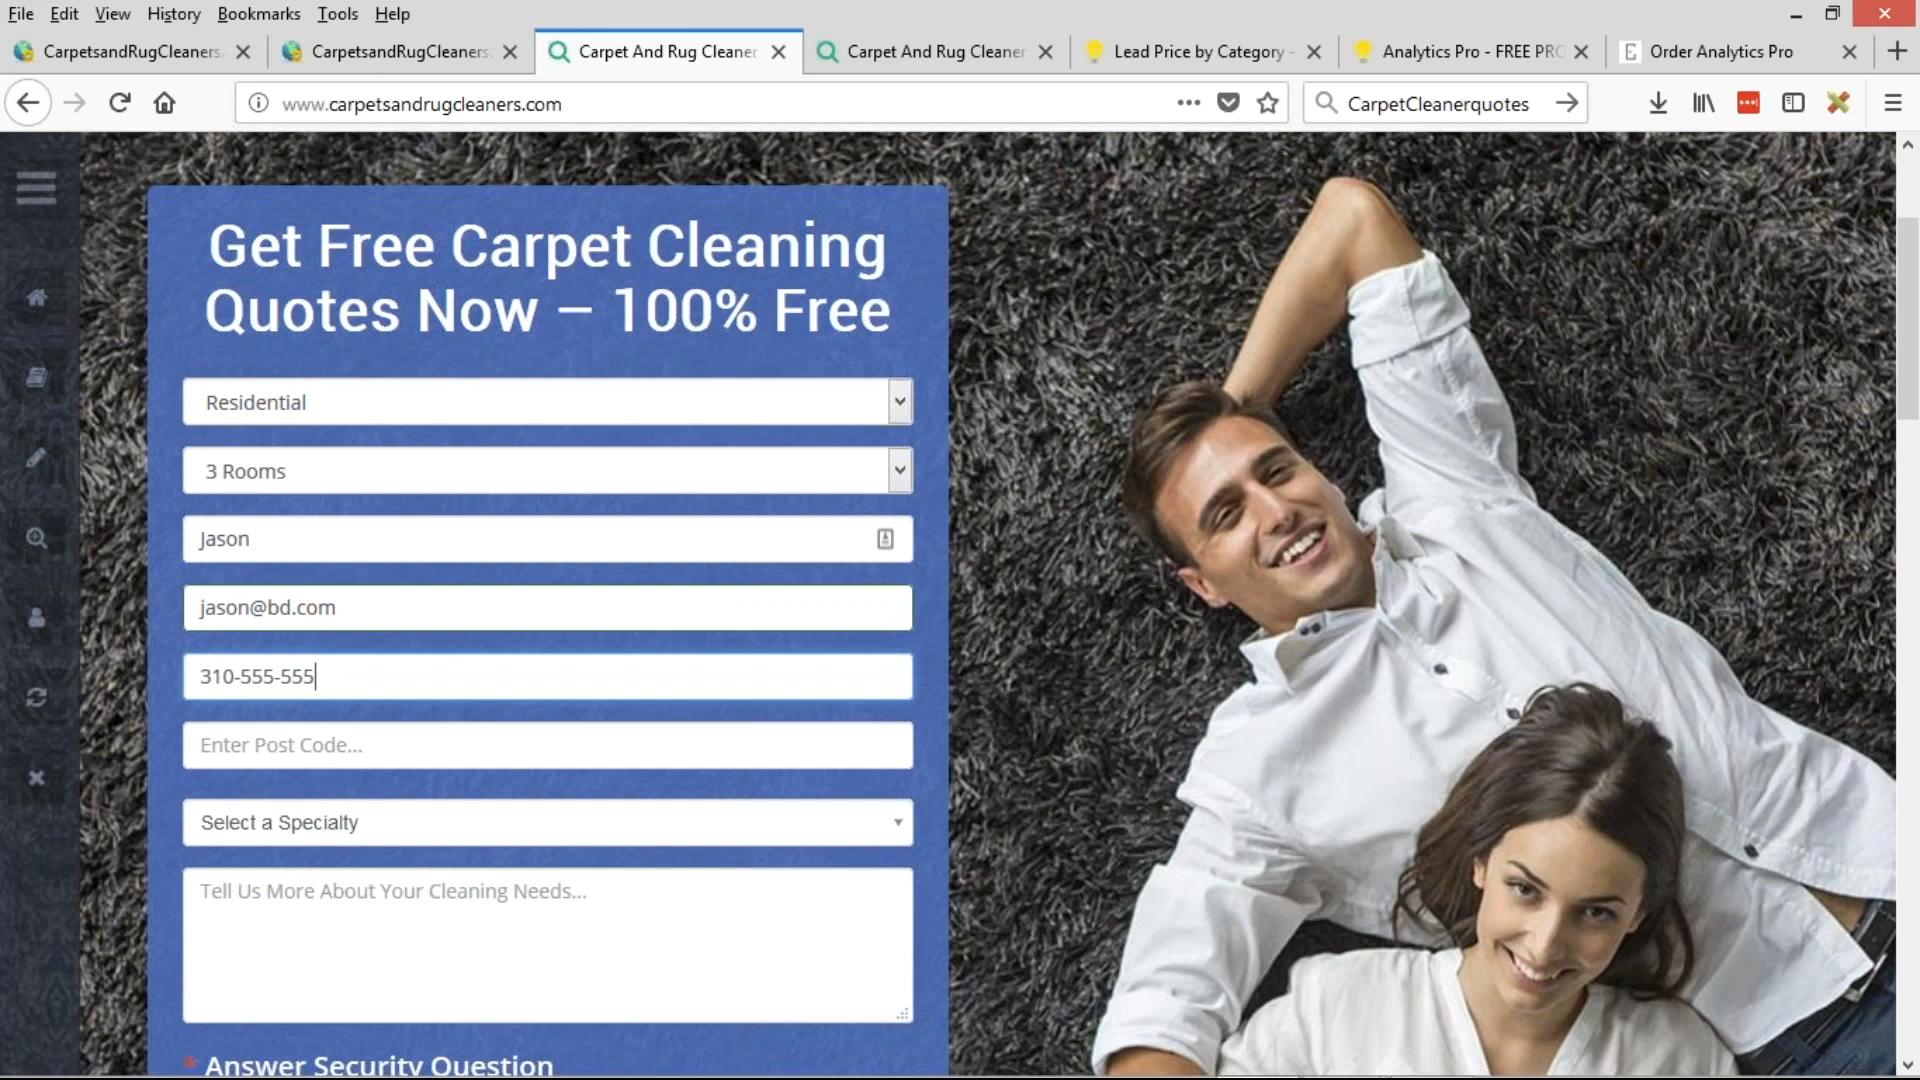 File Edit View History Bookmarks Tools Help
CarpetsandRugCleaners. CarpetsandRugCleaners. Carpet And Rug Cleaner Carpet And Rug Cleaner Lead Price by Category - Analytics Pro - FREE PRO Order Analytics Pro
www.carpetsandrugcleaners.com CarpetCleanerquotes
Get Free Carpet Cleaning
Quotes Now – 100% Free
Residential
3 Rooms
Jason
jason@bd.com
310-555-555
Enter Post Code...
Select a Specialty
Tell Us More About Your Cleaning Needs...
* Answer Security Question